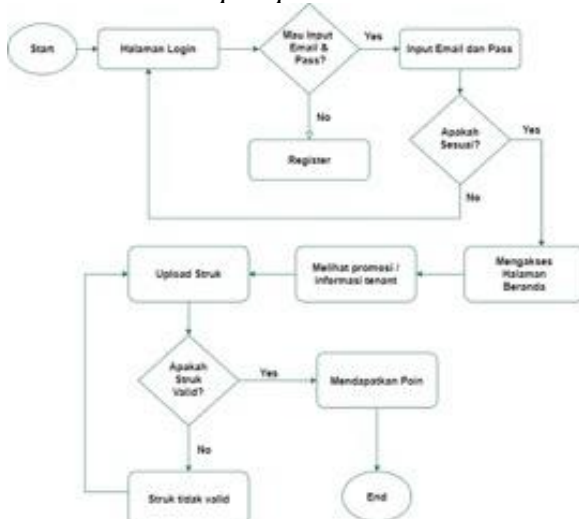 Start
Halaman Login
Mau Input
Email &
Pass?
Yes
Input Email dan Pass
No
Register
Apakah
Sesuai?
Yes
No
Mengakses
Halaman
Beranda
Melihat promosi /
informasi tenant
Upload Struk
Apakah
Struk
Valid?
Yes
Mendapatkan Poin
No
Struk tidak valid
End